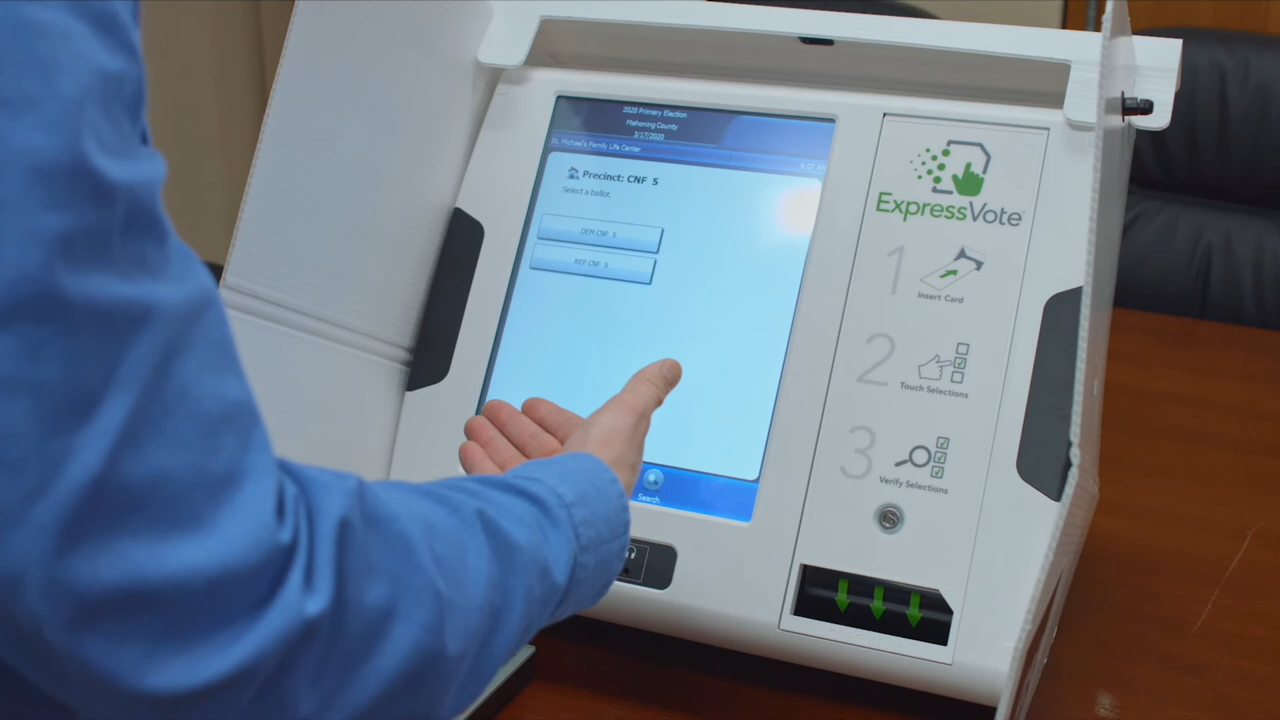 2020 Primary Election
Mahoning County
3/17/2020
St. Michael's Family Life Center
Precinct: CNF 5
Select a ballot.
DEM CNF 5
REP CNF 5
Search
ExpressVote
1
Insert Card
2
Touch Selections
3
Verify Selections